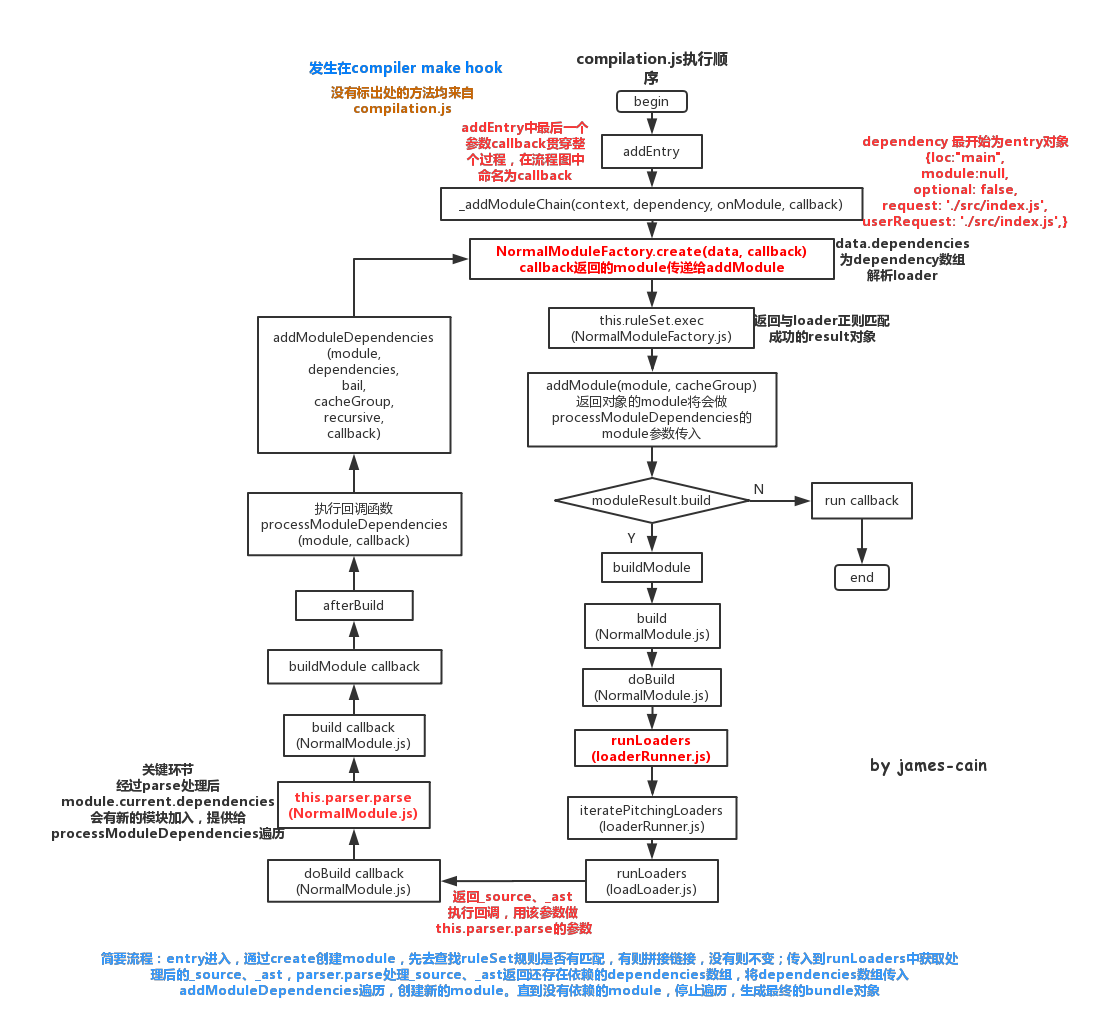 compilation.js执行顺
序
发生在compiler make hook
没有标出处的方法均来自
compilation.js
begin
addEntry中最后一个
参数callback贯穿整
个过程，在流程图中
命名为callback
addEntry
dependency 最开始为entry对象
{loc:"main",
module:null,
optional: false,
request: './src/index.js',
userRequest: './src/index.js',}
_addModuleChain(context, dependency, onModule, callback)
NormalModuleFactory.create(data, callback)
callback返回的module传递给addModule
data.dependencies
为dependency数组
解析loader
this.ruleSet.exec
(NormalModuleFactory.js)
返回与loader正则匹配
成功的result对象
addModuleDependencies
(module,
dependencies,
bail,
cacheGroup,
recursive,
callback)
addModule(module, cacheGroup)
返回对象的module将会做
processModuleDependencies的
module参数传入
moduleResult.build
N
run callback
Y
end
执行回调函数
processModuleDependencies
(module, callback)
buildModule
afterBuild
build
(NormalModule.js)
buildModule callback
doBuild
(NormalModule.js)
build callback
(NormalModule.js)
runLoaders
(loaderRunner.js)
by james-cain
关键环节
经过parse处理后
module.current.dependencies
会有新的模块加入，提供给
processModuleDependencies遍历
this.parser.parse
(NormalModule.js)
iteratePitchingLoaders
(loaderRunner.js)
doBuild callback
(NormalModule.js)
runLoaders
(loadLoader.js)
返回_source、_ast
执行回调，用该参数做
this.parser.parse的参数
简要流程：entry进入，通过create创建module，先去查找ruleSet规则是否有匹配，有则拼接链接，没有则不变；传入到runLoaders中获取处
理后的_source、_ast，parser.parse处理_source、_ast返回还存在依赖的dependencies数组，将dependencies数组传入
addModuleDependencies遍历，创建新的module。直到没有依赖的module，停止遍历，生成最终的bundle对象